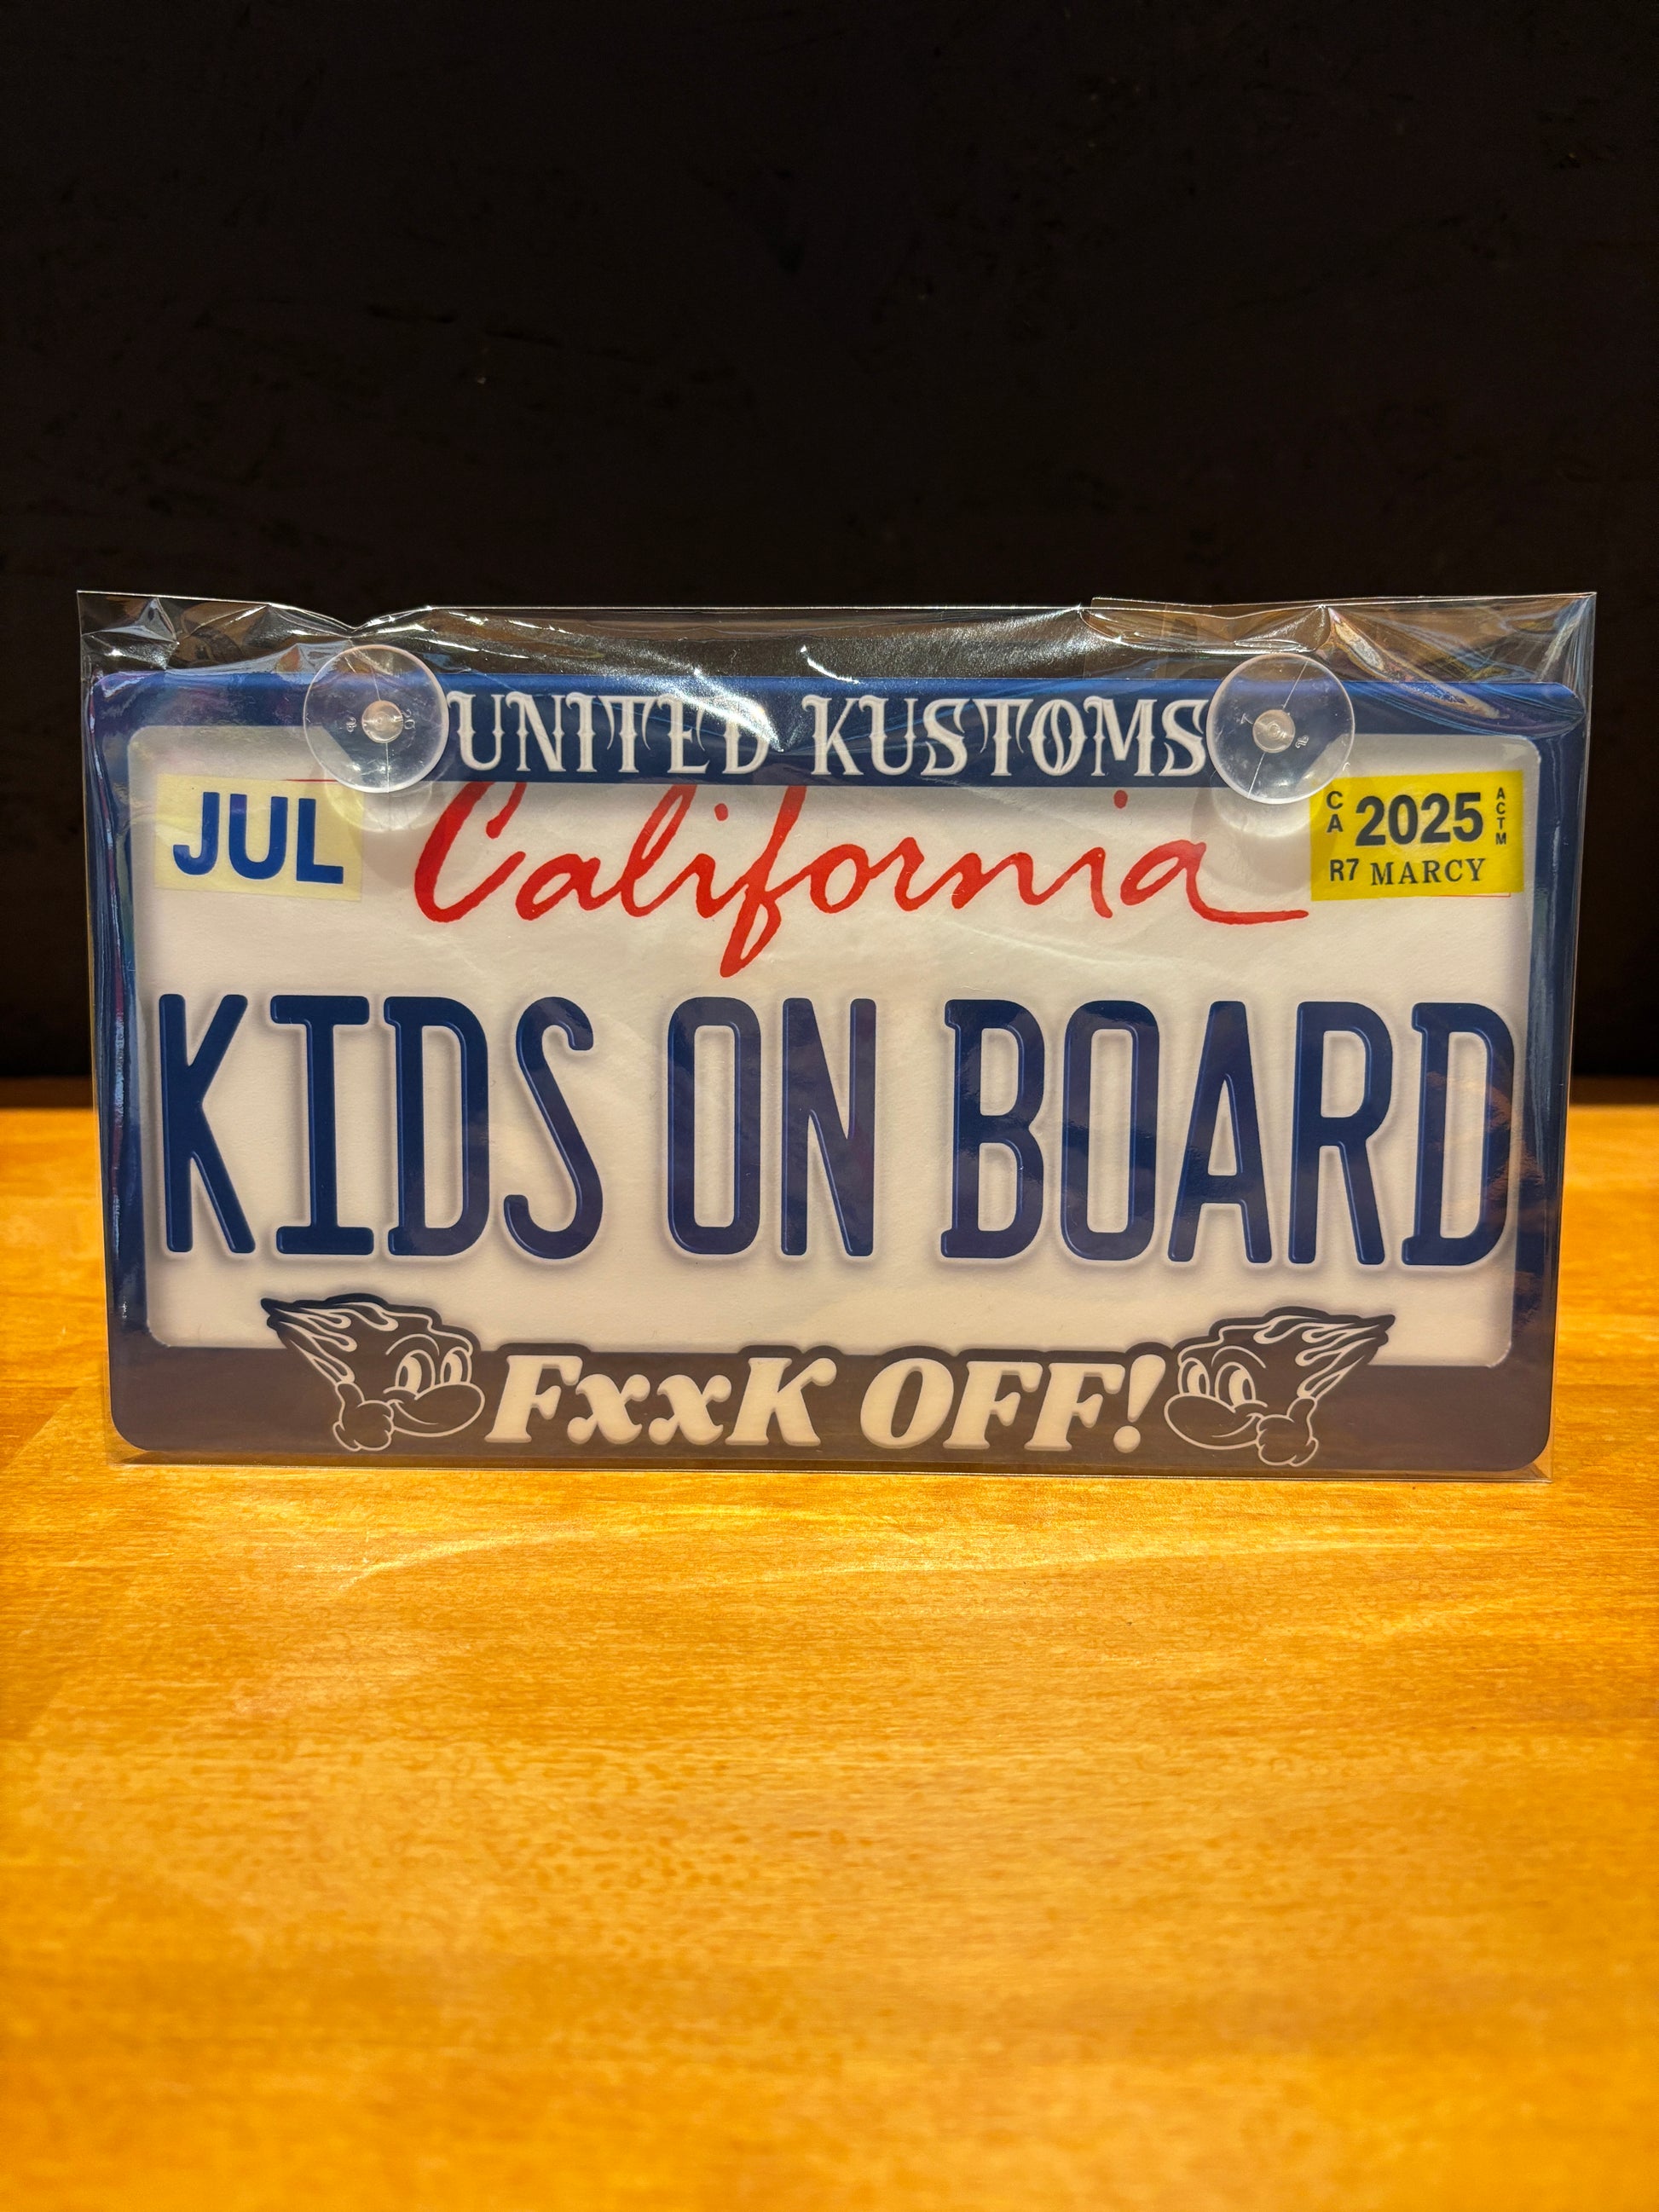 UNITED KUSTOMS
JUL
California
CA 2025 ACTM
R7 MARCY
KIDS ON BOARD
FxxK OFF!